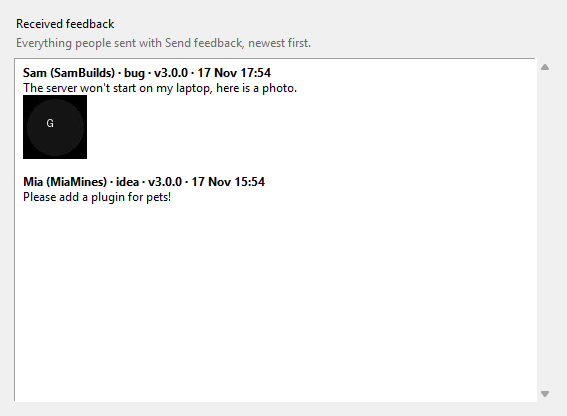 Received feedback
Everything people sent with Send feedback, newest first.
Sam (SamBuilds) · bug · v3.0.0 · 17 Nov 17:54
The server won't start on my laptop, here is a photo.
G
Mia (MiaMines) · idea · v3.0.0 · 17 Nov 15:54
Please add a plugin for pets!